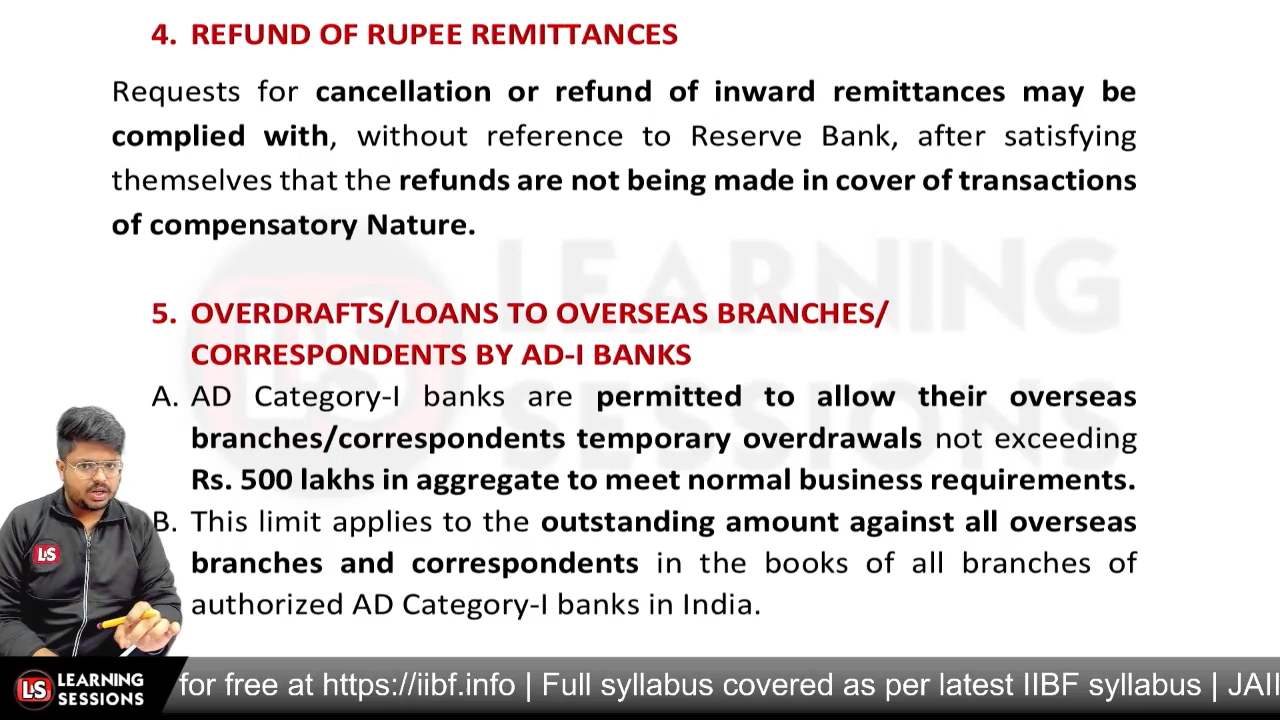 4. REFUND OF RUPEE REMITTANCES
Requests for cancellation or refund of inward remittances may be
complied with, without reference to Reserve Bank, after satisfying
themselves that the refunds are not being made in cover of transactions
of compensatory Nature.
LEARNING
SESSIONS
5. OVERDRAFTS/LOANS TO OVERSEAS BRANCHES/
CORRESPONDENTS BY AD-I BANKS
A. AD Category-I banks are permitted to allow their overseas
branches/correspondents temporary overdrawals not exceeding
Rs. 500 lakhs in aggregate to meet normal business requirements.
B. This limit applies to the outstanding amount against all overseas
branches and correspondents in the books of all branches of
authorized AD Category-I banks in India.
LS
LS LEARNING
SESSIONS
for free at https://iibf.info | Full syllabus covered as per latest IIBF syllabus | JAII